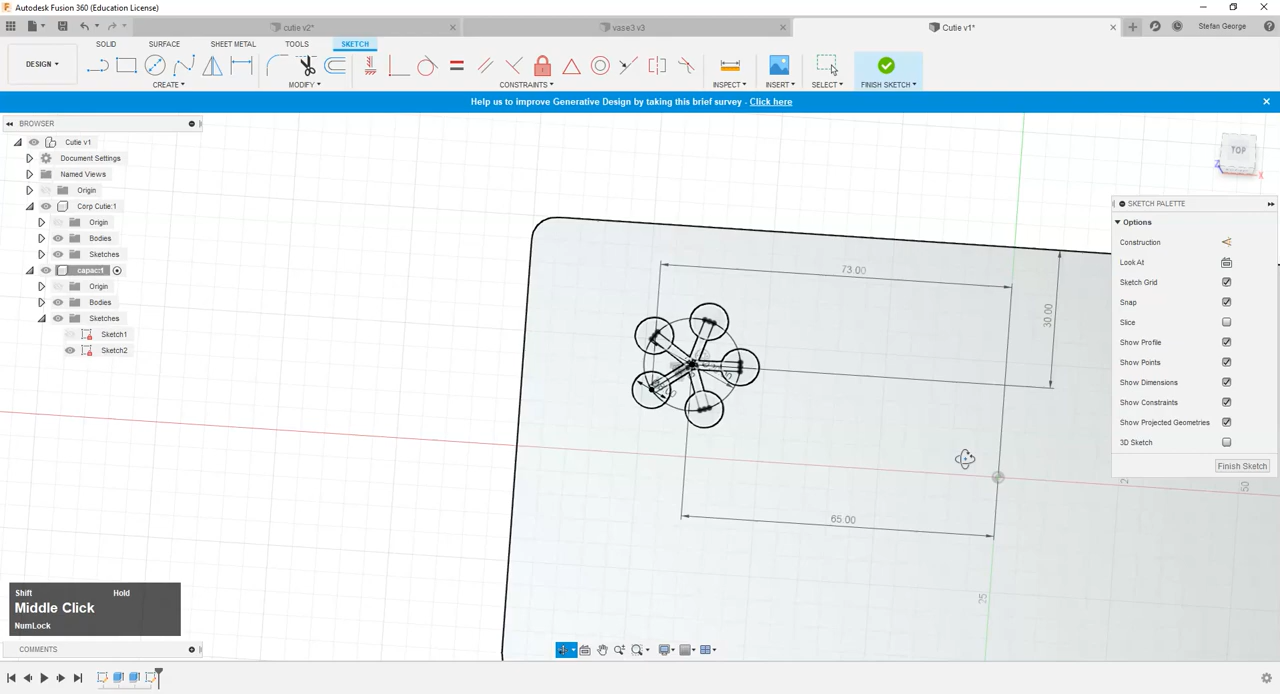 Autodesk Fusion 360 (Education License)
cutie v2*
vase3 v3
Cutie v1*
Stefan George
DESIGN
SOLID
SURFACE
SHEET METAL
TOOLS
SKETCH
CREATE
MODIFY
CONSTRAINTS
INSPECT
INSERT
SELECT
FINISH SKETCH
Help us to improve Generative Design by taking this brief survey - Click here
BROWSER
Cutie v1
Document Settings
Named Views
Origin
Corp Cutie:1
Origin
Bodies
Sketches
capac:1
Origin
Bodies
Sketches
Sketch1
Sketch2
TOP
Z
X
73.00
30.00
65.00
25
50
SKETCH PALETTE
Options
Construction
Look At
Sketch Grid
Snap
Slice
Show Profile
Show Points
Show Dimensions
Show Constraints
Show Projected Geometries
3D Sketch
Finish Sketch
Shift Hold
Middle Click
NumLock
COMMENTS